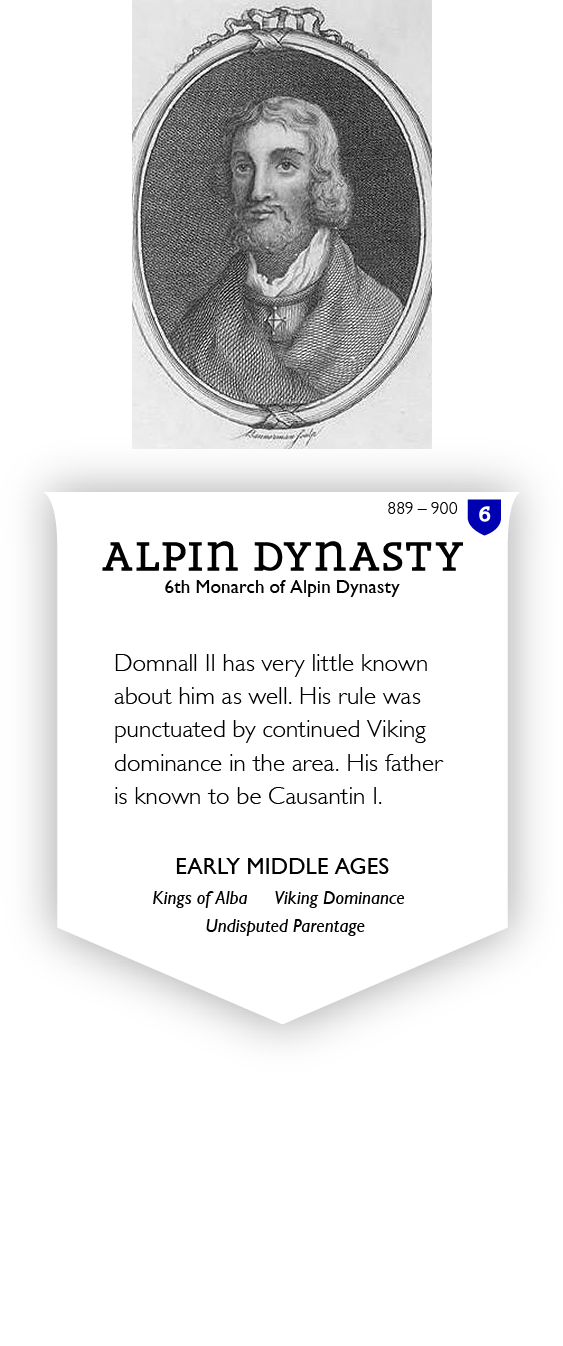 Bannerman sculp
889 – 900
6
ALPIN DYNASTY
6th Monarch of Alpin Dynasty
Domnall II has very little known
about him as well. His rule was
punctuated by continued Viking
dominance in the area. His father
is known to be Causantin I.
EARLY MIDDLE AGES
Kings of Alba Viking Dominance
Undisputed Parentage